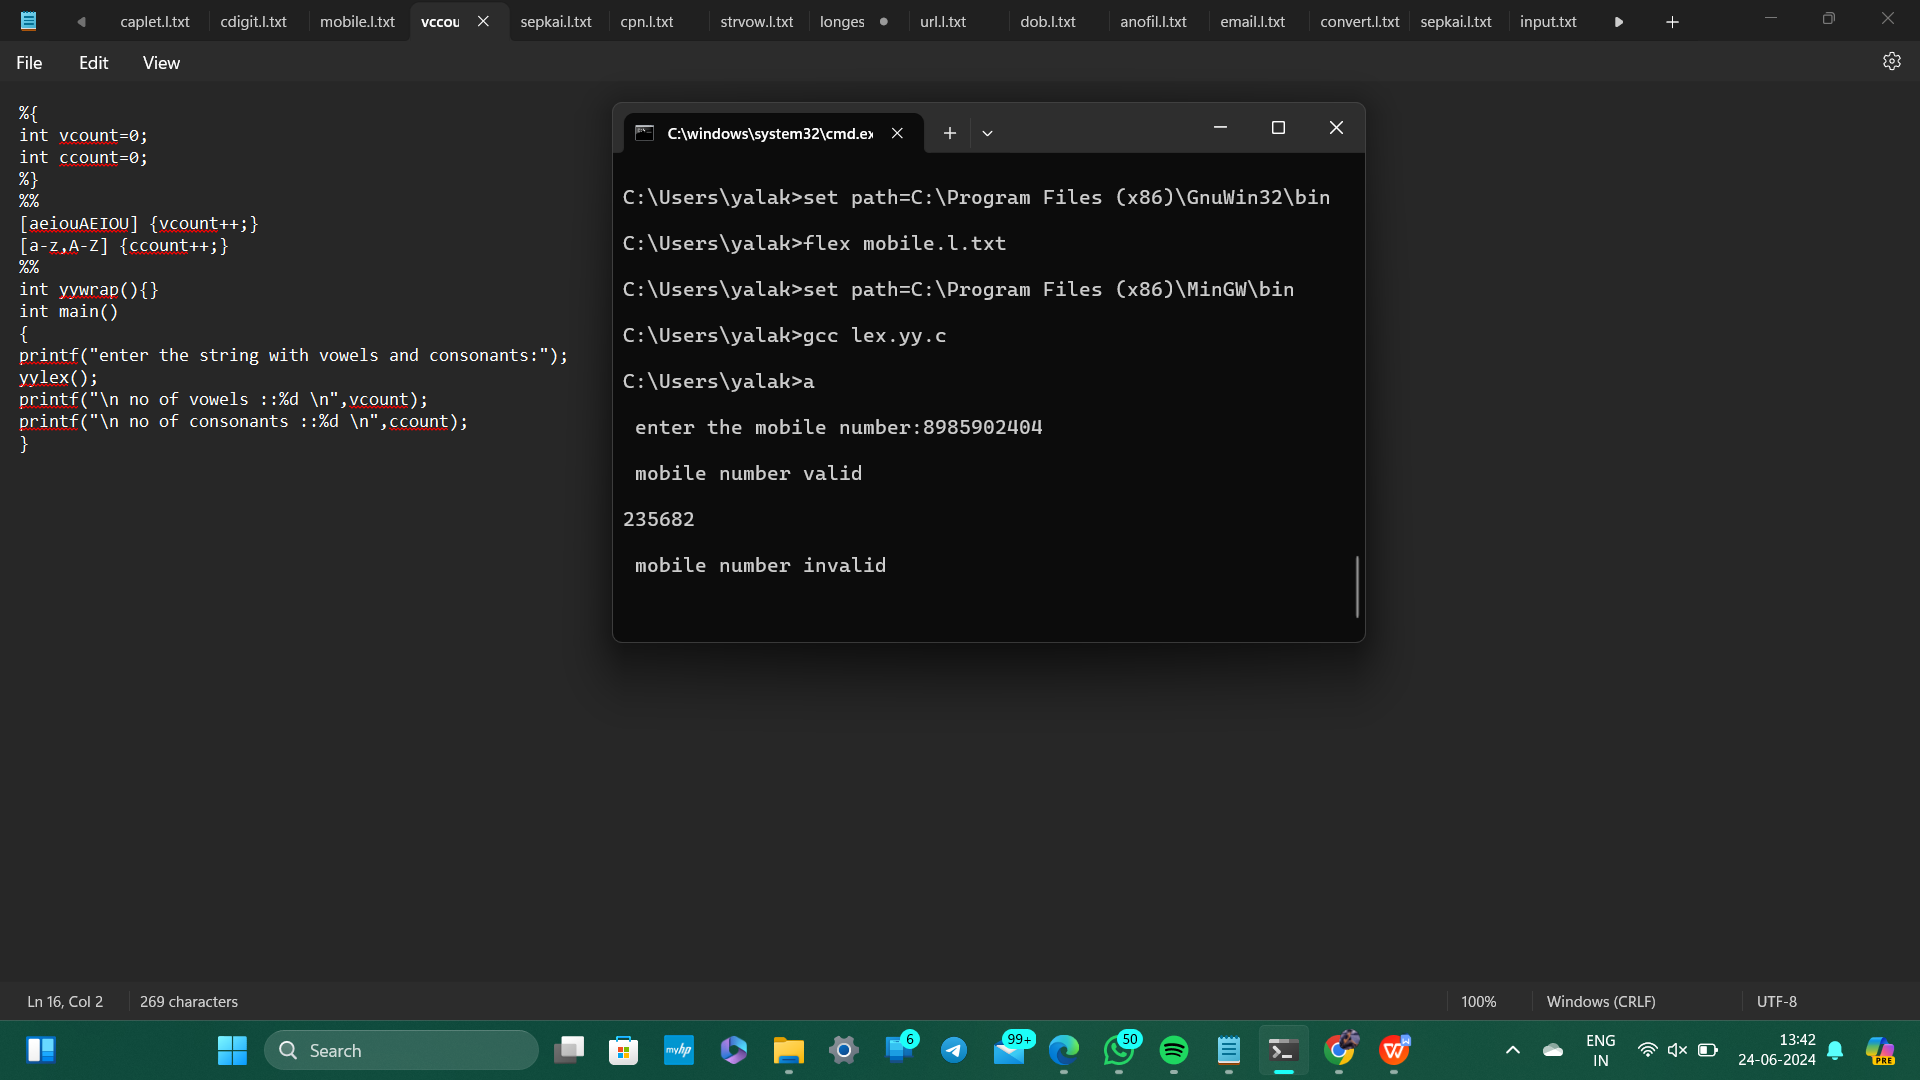 caplet.l.txt cdigit.l.txt mobile.l.txt vccou sepkai.l.txt cpn.l.txt strvow.l.txt longes url.l.txt dob.l.txt anofil.l.txt email.l.txt convert.l.txt sepkai.l.txt input.txt
File Edit View
%{
int vcount=0;
int ccount=0;
%}
%%
[aeiouAEIOU] {vcount++;}
[a-z,A-Z] {ccount++;}
%%
int yywrap(){}
int main()
{
printf("enter the string with vowels and consonants:");
yylex();
printf("\n no of vowels ::%d \n",vcount);
printf("\n no of consonants ::%d \n",ccount);
}
C:\windows\system32\cmd.ex
C:\Users\yalak>set path=C:\Program Files (x86)\GnuWin32\bin
C:\Users\yalak>flex mobile.l.txt
C:\Users\yalak>set path=C:\Program Files (x86)\MinGW\bin
C:\Users\yalak>gcc lex.yy.c
C:\Users\yalak>a
enter the mobile number:8985902404
mobile number valid
235682
mobile number invalid
Ln 16, Col 2 269 characters 100% Windows (CRLF) UTF-8
Search myhp 6 99+ 50 W ENG IN 13:42 24-06-2024 PRE